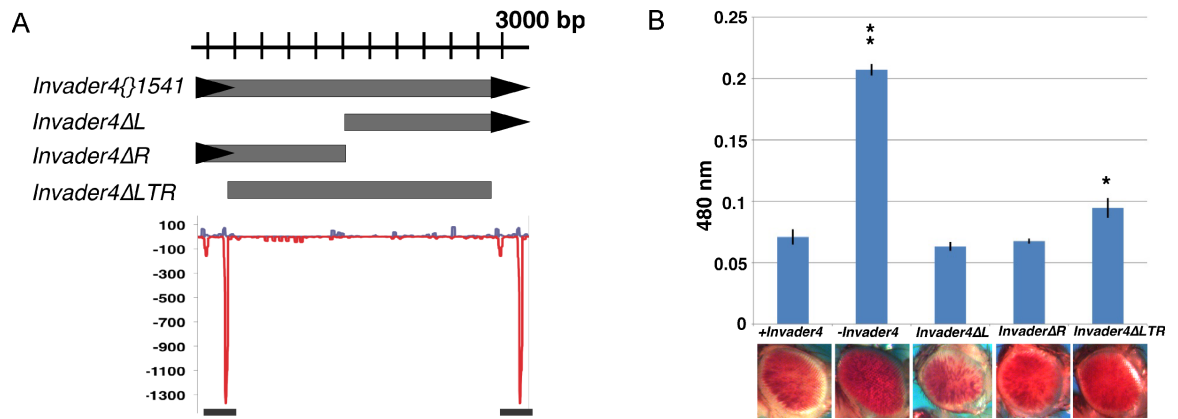 A
3000 bp
Invader4{}1541
Invader4ΔL
Invader4ΔR
Invader4ΔLTR
100
-100
-300
-500
-700
-900
-1100
-1300
B
480 nm
0.25
0.2
0.15
0.1
0.05
0
*
*
*
+Invader4 -Invader4 Invader4ΔL InvaderΔR Invader4ΔLTR